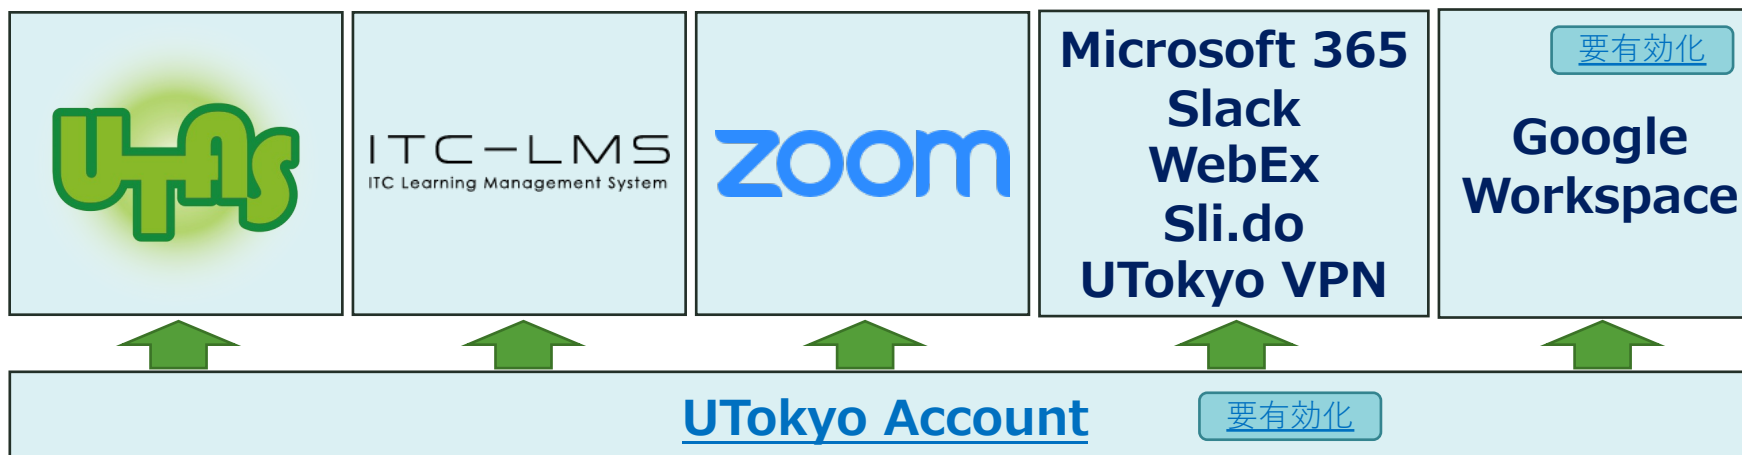 UTAS
ITC-LMS
ITC Learning Management System
zoom
Microsoft 365
Slack
WebEx
Sli.do
UTokyo VPN
要有効化
Google
Workspace
UTokyo Account
要有効化